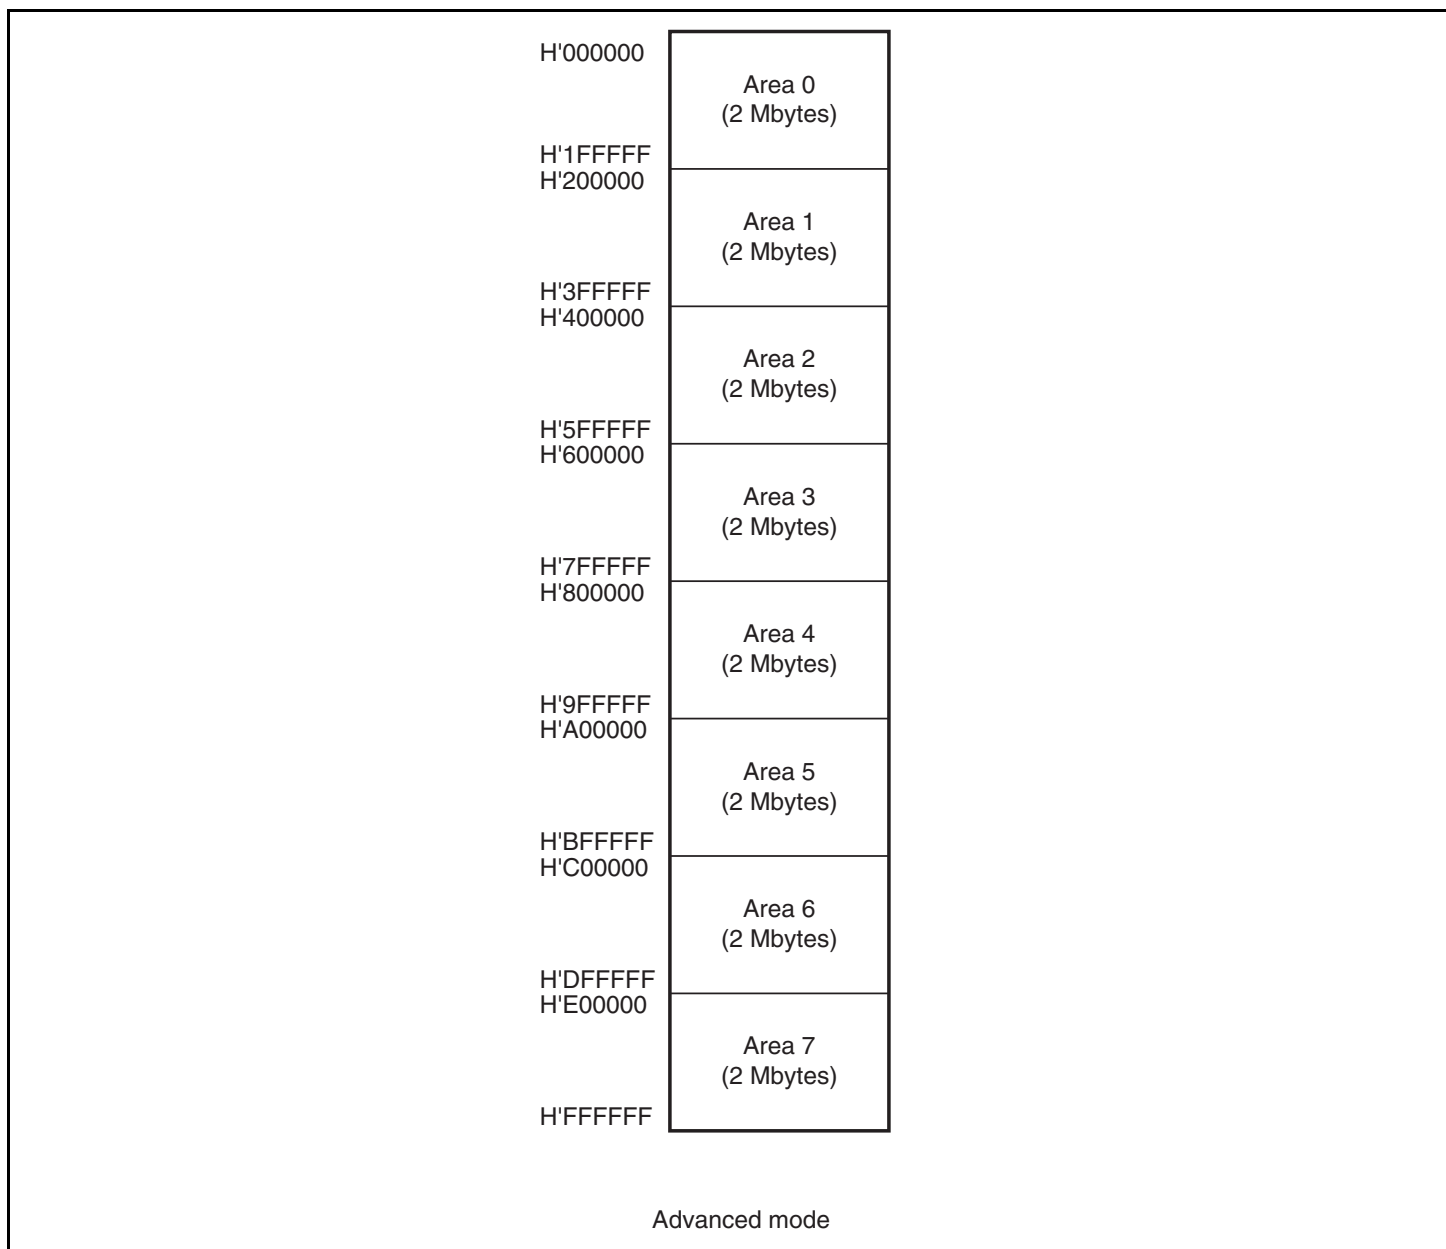 H'000000
Area 0
(2 Mbytes)
H'1FFFFF
H'200000
Area 1
(2 Mbytes)
H'3FFFFF
H'400000
Area 2
(2 Mbytes)
H'5FFFFF
H'600000
Area 3
(2 Mbytes)
H'7FFFFF
H'800000
Area 4
(2 Mbytes)
H'9FFFFF
H'A00000
Area 5
(2 Mbytes)
H'BFFFFF
H'C00000
Area 6
(2 Mbytes)
H'DFFFFF
H'E00000
Area 7
(2 Mbytes)
H'FFFFFF
Advanced mode